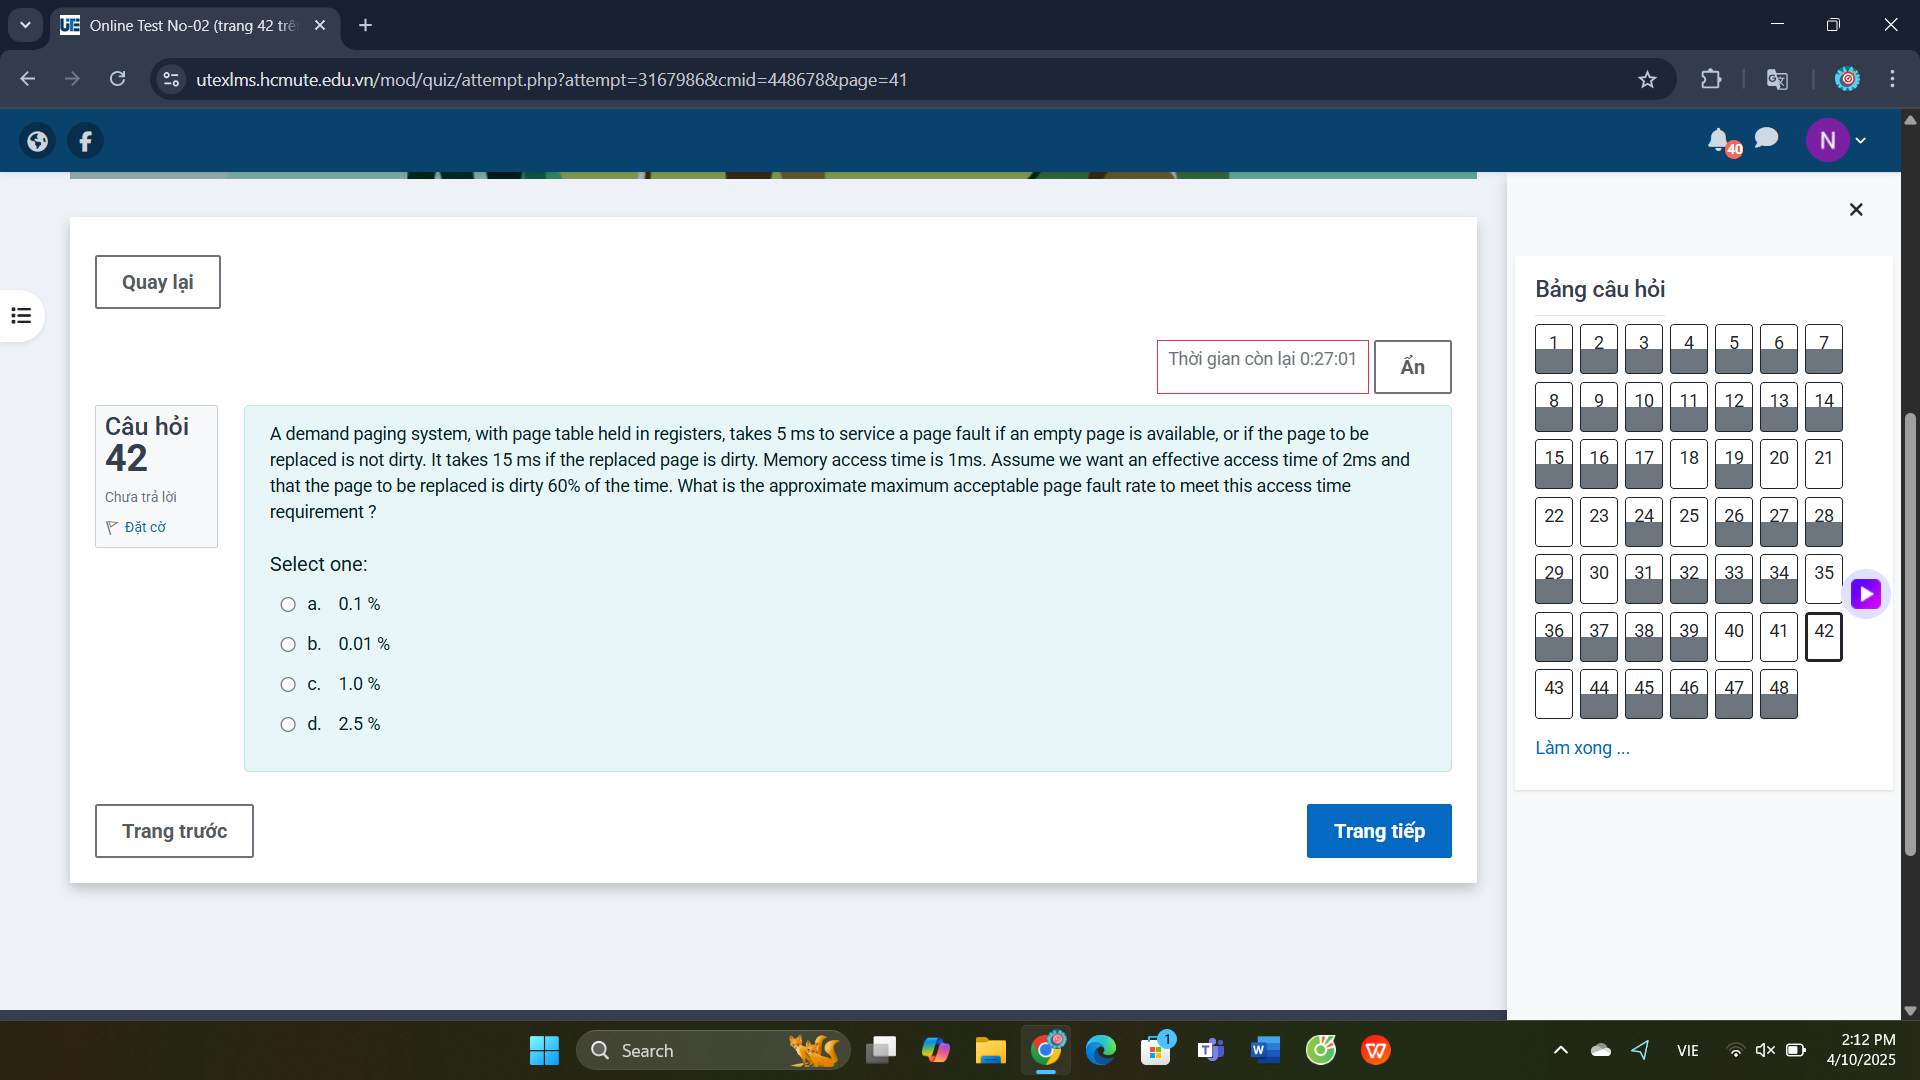 Online Test No-02 (trang 42 trê
utexlms.hcmute.edu.vn/mod/quiz/attempt.php?attempt=3167986&cmid=448678&page=41
40
N
Quay lại
Thời gian còn lại 0:27:01
Ẩn
Câu hỏi
42
Chưa trả lời
Đặt cờ
A demand paging system, with page table held in registers, takes 5 ms to service a page fault if an empty page is available, or if the page to be
replaced is not dirty. It takes 15 ms if the replaced page is dirty. Memory access time is 1ms. Assume we want an effective access time of 2ms and
that the page to be replaced is dirty 60% of the time. What is the approximate maximum acceptable page fault rate to meet this access time
requirement ?
Select one:
a. 0.1 %
b. 0.01 %
c. 1.0 %
d. 2.5 %
Trang trước
Trang tiếp
Bảng câu hỏi
1 2 3 4 5 6 7
8 9 10 11 12 13 14
15 16 17 18 19 20 21
22 23 24 25 26 27 28
29 30 31 32 33 34 35
36 37 38 39 40 41 42
43 44 45 46 47 48
Làm xong ...
Search
1
VIE
2:12 PM
4/10/2025